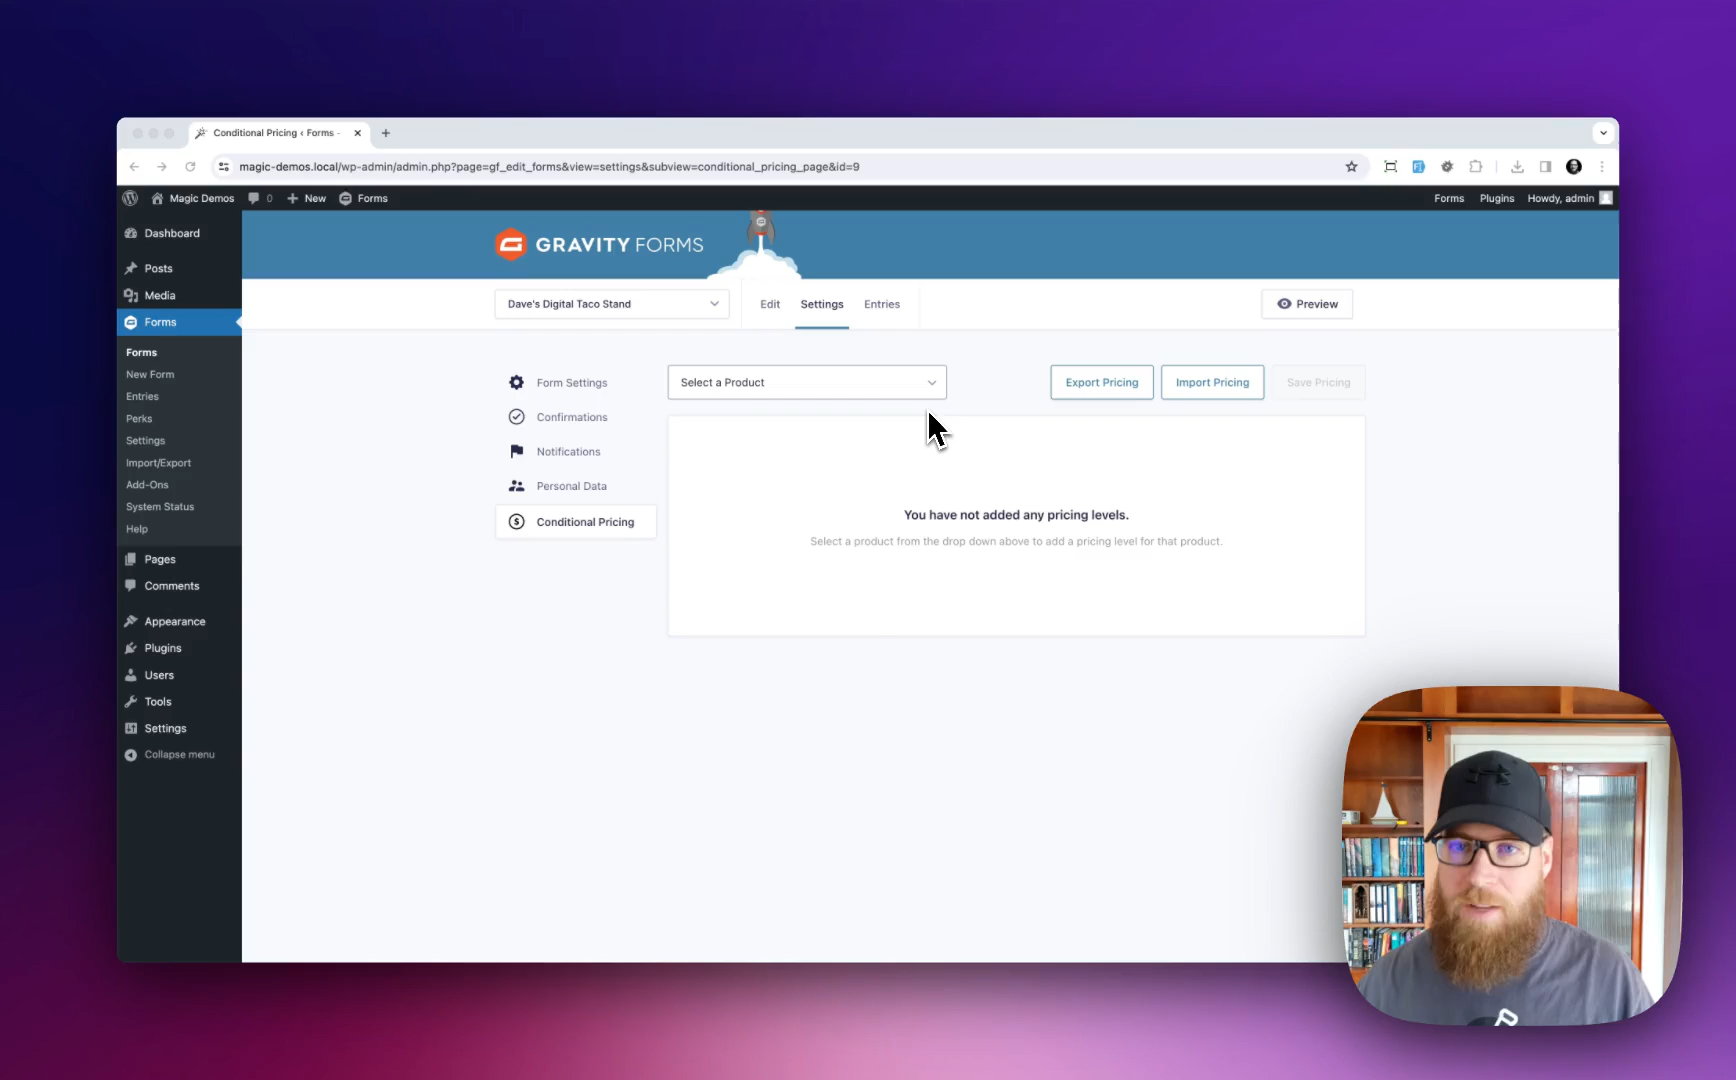 Conditional Pricing ‹ Forms -
magic-demos.local/wp-admin/admin.php?page=gf_edit_forms&view=settings&subview=conditional_pricing_page&id=9
Magic Demos
0
New
Forms
Forms
Plugins
Howdy, admin
Dashboard
Posts
Media
Forms
Forms
New Form
Entries
Perks
Settings
Import/Export
Add-Ons
System Status
Help
Pages
Comments
Appearance
Plugins
Users
Tools
Settings
Collapse menu
GRAVITY FORMS
Dave's Digital Taco Stand
Edit
Settings
Entries
Preview
Form Settings
Confirmations
Notifications
Personal Data
Conditional Pricing
Select a Product
Export Pricing
Import Pricing
Save Pricing
You have not added any pricing levels.
Select a product from the drop down above to add a pricing level for that product.